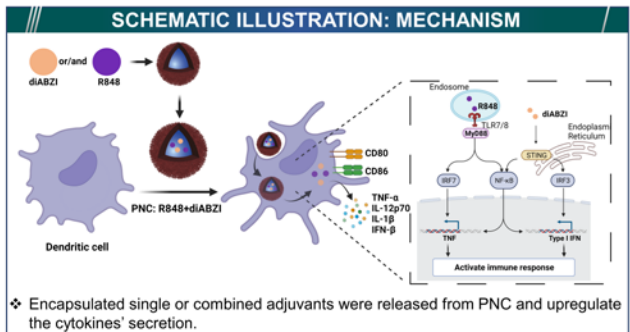 SCHEMATIC ILLUSTRATION: MECHANISM
or/and
diABZI
R848
Dendritic cell
PNC: R848+diABZI
CD80
CD86
TNF-α
IL-12p70
IL-1β
IFN-β
Endosome
R848
TLR7/8
MyD88
diABZI
Endoplasm
Reticulum
STING
IRF7
NF-κB
IRF3
TNF
Type I IFN
Activate immune response
❖ Encapsulated single or combined adjuvants were released from PNC and upregulate
the cytokines’ secretion.